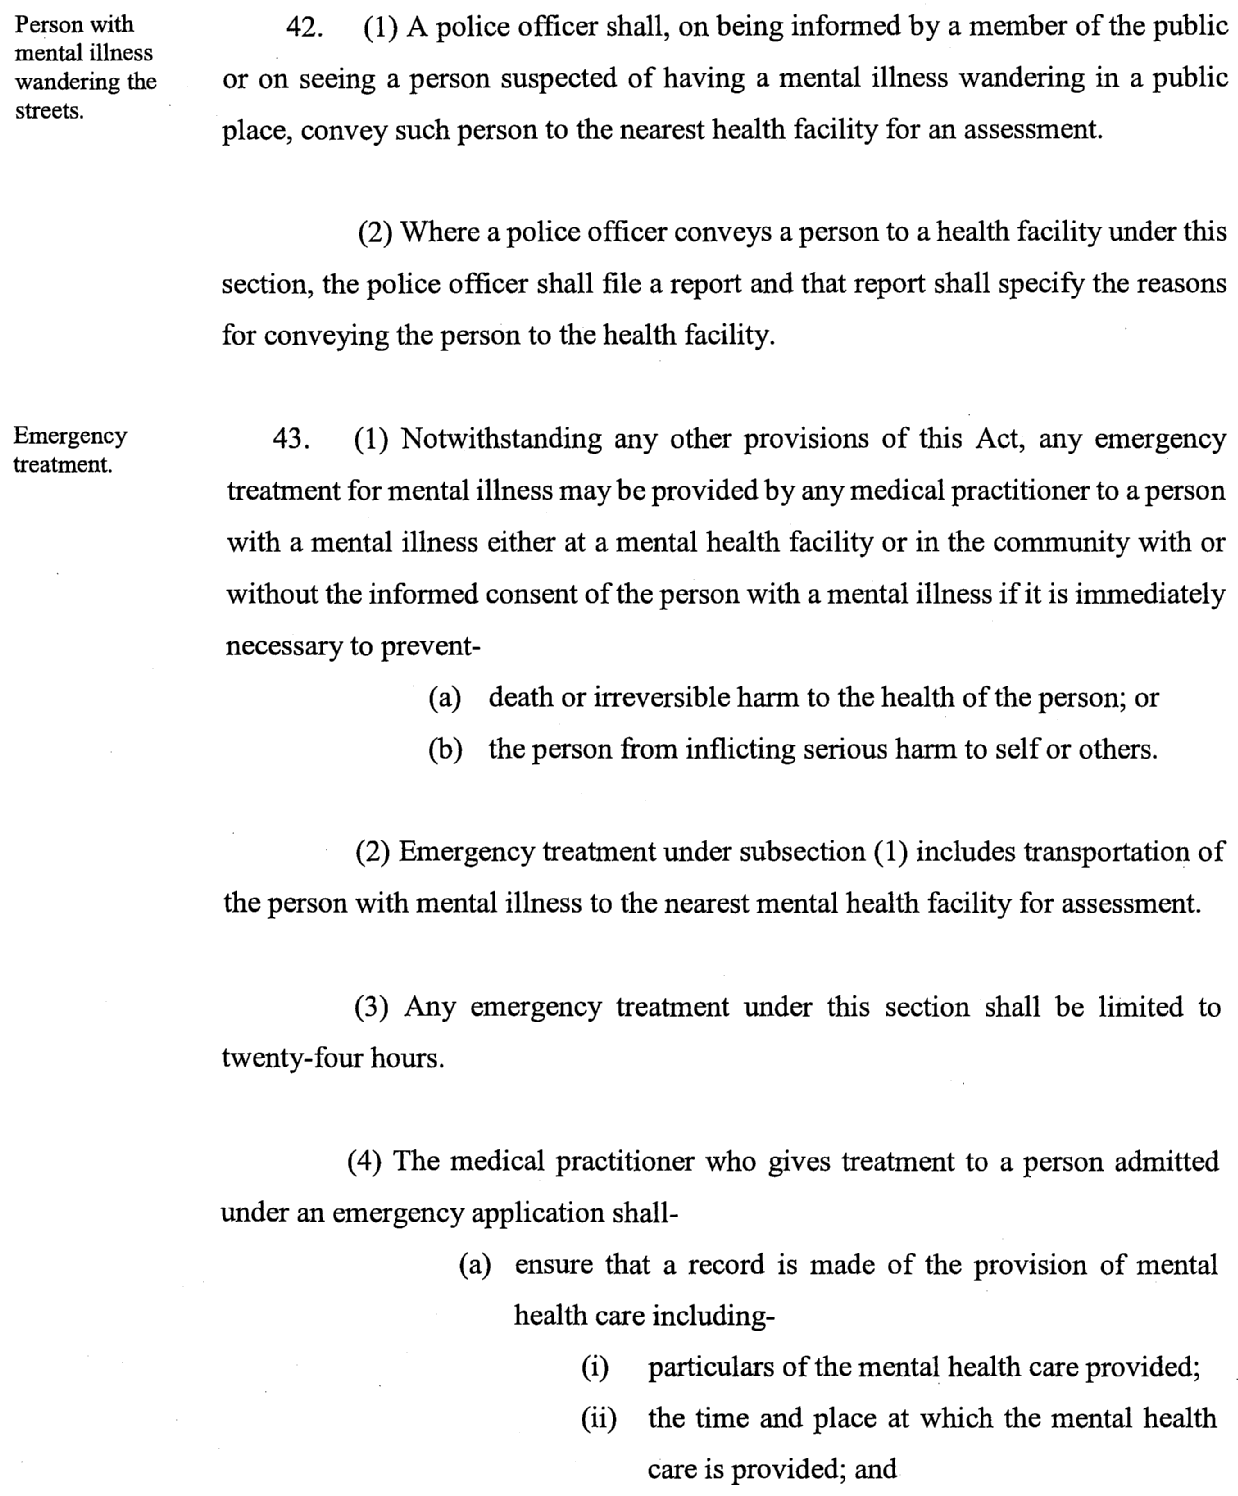 Person with
mental illness
wandering the
streets.
42. (1) A police officer shall, on being informed by a member of the public
or on seeing a person suspected of having a mental illness wandering in a public
place, convey such person to the nearest health facility for an assessment.
(2) Where a police officer conveys a person to a health facility under this
section, the police officer shall file a report and that report shall specify the reasons
for conveying the person to the health facility.
Emergency
treatment.
43. (1) Notwithstanding any other provisions of this Act, any emergency
treatment for mental illness may be provided by any medical practitioner to a person
with a mental illness either at a mental health facility or in the community with or
without the informed consent of the person with a mental illness if it is immediately
necessary to prevent-
(a) death or irreversible harm to the health of the person; or
(b) the person from inflicting serious harm to self or others.
(2) Emergency treatment under subsection (1) includes transportation of
the person with mental illness to the nearest mental health facility for assessment.
(3) Any emergency treatment under this section shall be limited to
twenty-four hours.
(4) The medical practitioner who gives treatment to a person admitted
under an emergency application shall-
(a) ensure that a record is made of the provision of mental
health care including-
(i) particulars of the mental health care provided;
(ii) the time and place at which the mental health
care is provided; and